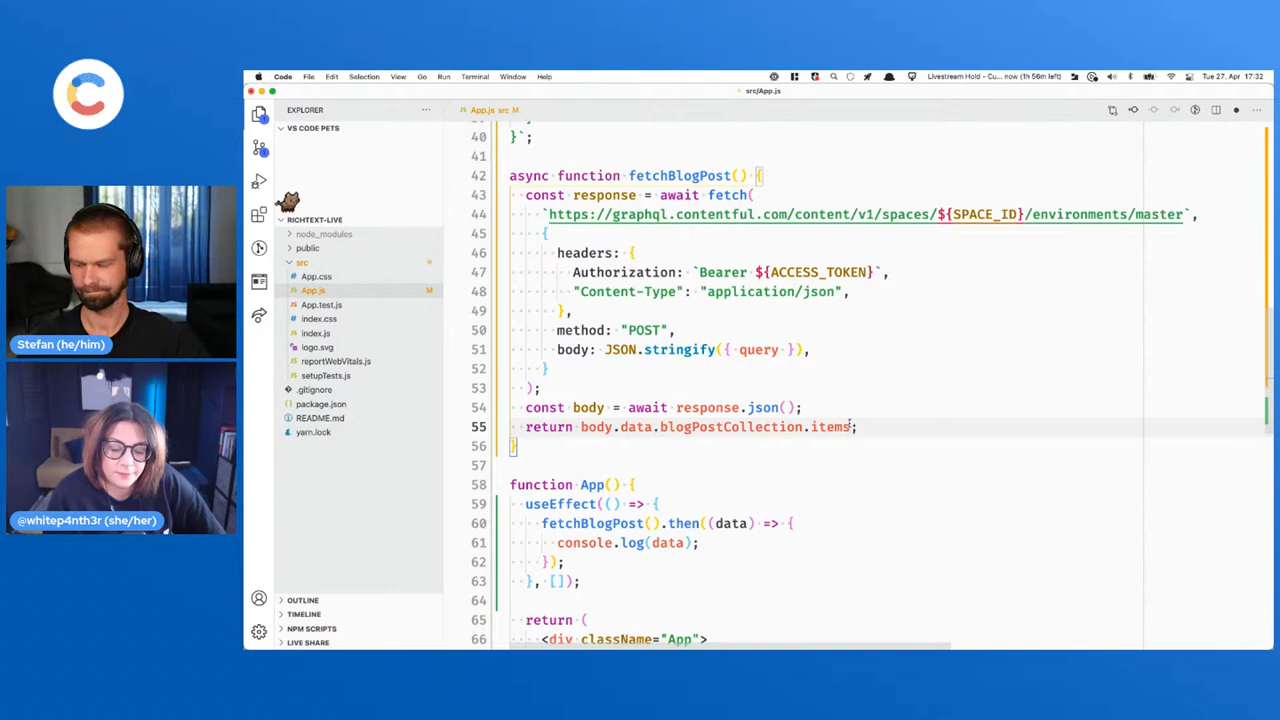 Code File Edit Selection View Go Run Terminal Window Help
Livestream Hold - Cu... now (1h 56m left)
Tue 27. Apr 17:32
src/App.js
EXPLORER
App.js src M
VS CODE PETS
RICHTEXT-LIVE
node_modules
public
src
App.css
App.js M
App.test.js
index.css
index.js
logo.svg
reportWebVitals.js
setupTests.js
.gitignore
package.json
README.md
yarn.lock
OUTLINE
TIMELINE
NPM SCRIPTS
LIVE SHARE
40 }`;
41
42 async function fetchBlogPost() {
43 const response = await fetch(
44 `https://graphql.contentful.com/content/v1/spaces/${SPACE_ID}/environments/master`,
45 {
46 headers: {
47 Authorization: `Bearer ${ACCESS_TOKEN}`,
48 "Content-Type": "application/json",
49 },
50 method: "POST",
51 body: JSON.stringify({ query }),
52 }
53 );
54 const body = await response.json();
55 return body.data.blogPostCollection.items;
56 }
57
58 function App() {
59 useEffect(() => {
60 fetchBlogPost().then((data) => {
61 console.log(data);
62 });
63 }, []);
64
65 return (
66 <div className="App">
Stefan (he/him)
@whitep4nth3r (she/her)